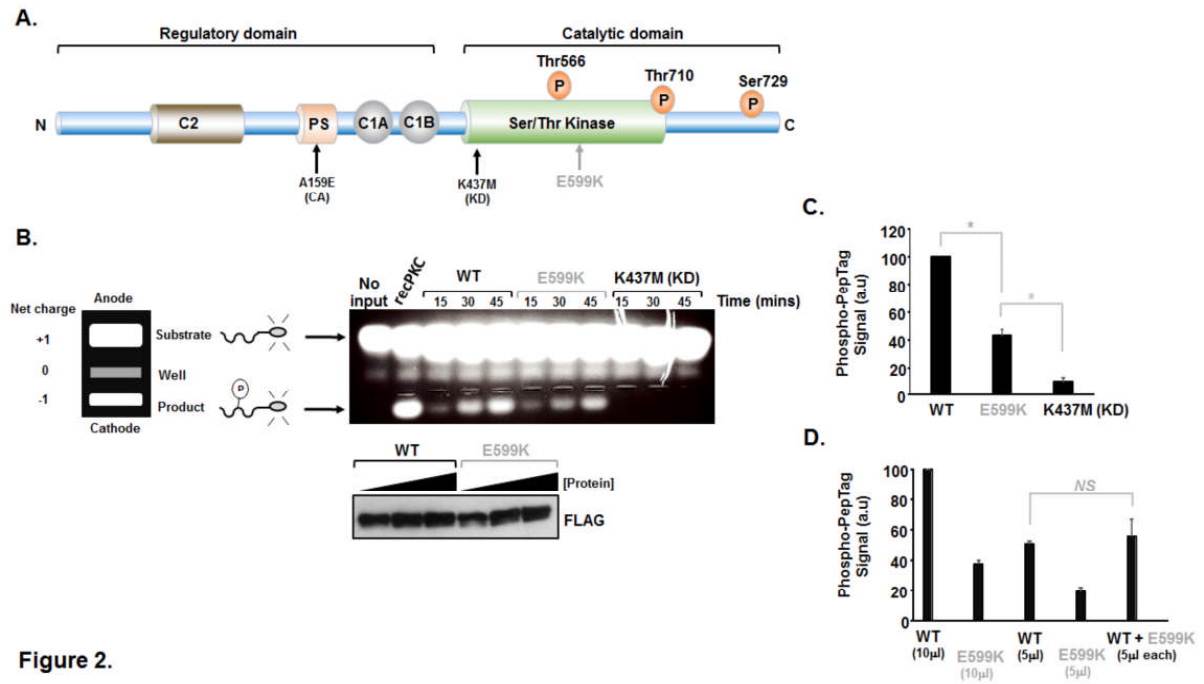 A.
Regulatory domain
Catalytic domain
Thr566
Thr710
Ser729
P
P
P
N
C2
PS
C1A
C1B
Ser/Thr Kinase
C
A159E
(CA)
K437M
(KD)
E599K
B.
Net charge
+1
0
-1
Anode
Cathode
Substrate
Well
P
Product
No
input
recPKC
WT
E599K
K437M (KD)
15 30 45 15 30 45 15 30 45 Time (mins)
WT
E599K
[Protein]
FLAG
C.
Phospho-PepTag
Signal (a.u)
120
100
80
60
40
20
0
*
*
WT E599K K437M (KD)
D.
Phospho-PepTag
Signal (a.u)
100
80
60
40
20
0
NS
WT
(10µl)
E599K
(10µl)
WT
(5µl)
E599K
(5µl)
WT + E599K
(5µl each)
Figure 2.